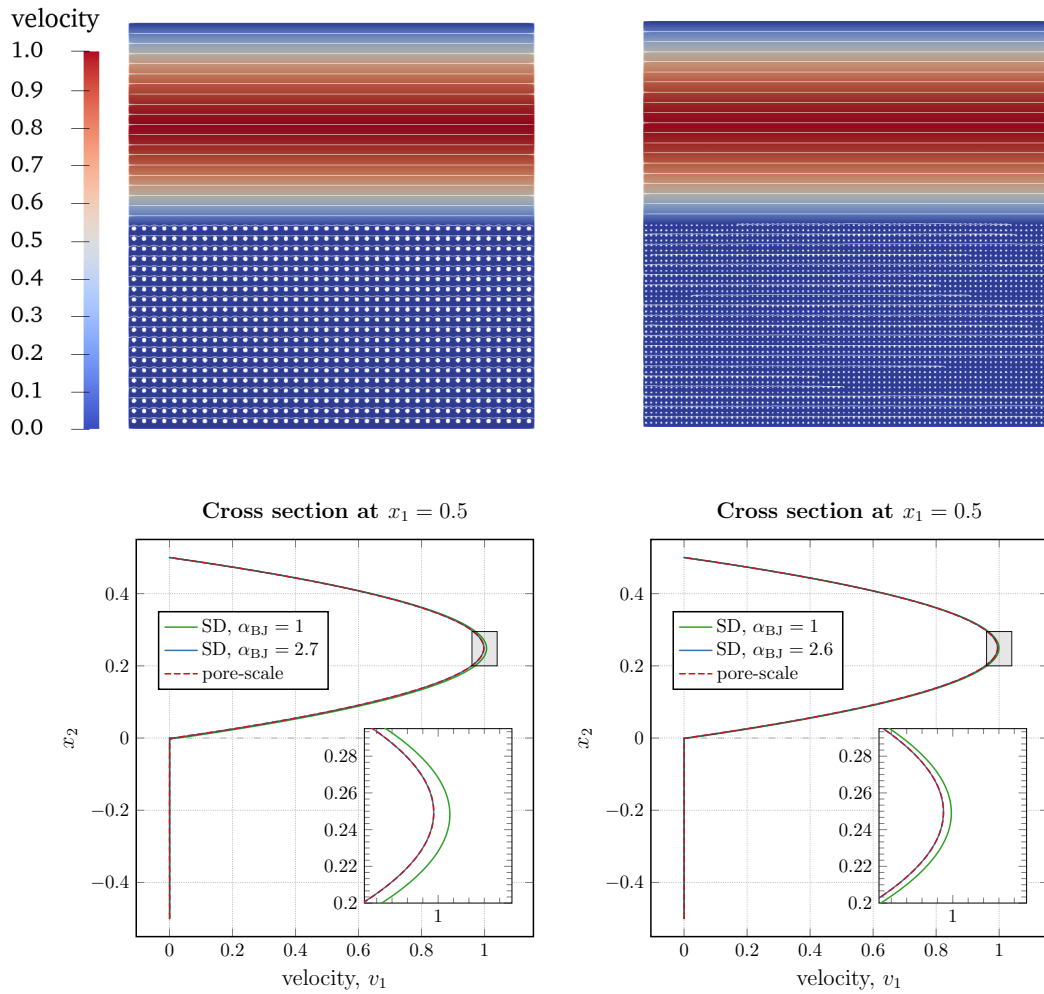 velocity
1.0
0.9
0.8
0.7
0.6
0.5
0.4
0.3
0.2
0.1
0.0
Cross section at x₁ = 0.5
x₂
0.4
0.2
0
−0.2
−0.4
SD, α_BJ = 1
SD, α_BJ = 2.7
pore-scale
0.28
0.26
0.24
0.22
0.2
1
0 0.2 0.4 0.6 0.8 1
velocity, v₁
Cross section at x₁ = 0.5
x₂
0.4
0.2
0
−0.2
−0.4
SD, α_BJ = 1
SD, α_BJ = 2.6
pore-scale
0.28
0.26
0.24
0.22
0.2
1
0 0.2 0.4 0.6 0.8 1
velocity, v₁